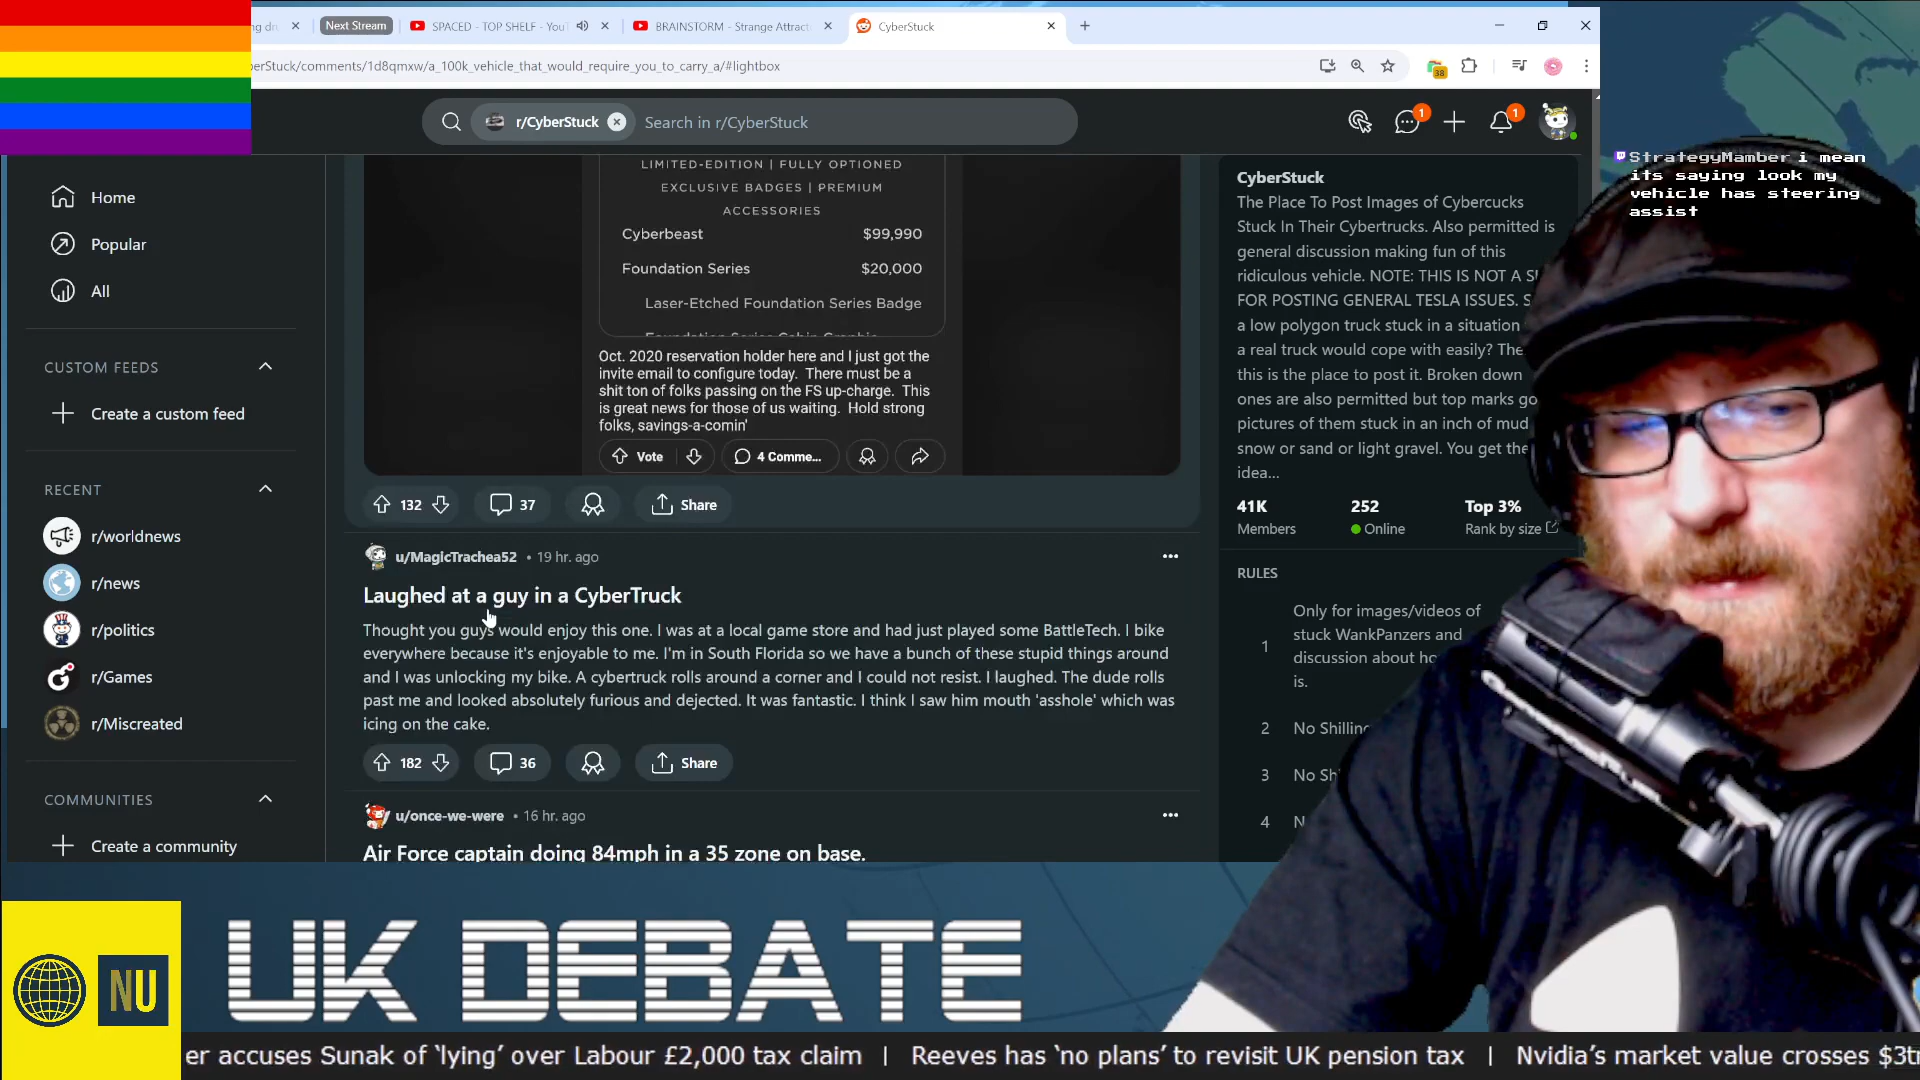 Next Stream
SPACED - TOP SHELF - You
BRAINSTORM - Strange Attract
CyberStuck
erStuck/comments/1d8qmxw/a_100k_vehicle_that_would_require_you_to_carry_a/#lightbox
38
r/CyberStuck
Search in r/CyberStuck
1
1
StrategyMamber i mean
its saying look my
vehicle has steering
assist
Home
Popular
All
CUSTOM FEEDS
Create a custom feed
RECENT
r/worldnews
r/news
r/politics
r/Games
r/Miscreated
COMMUNITIES
Create a community
LIMITED-EDITION | FULLY OPTIONED
EXCLUSIVE BADGES | PREMIUM
ACCESSORIES
Cyberbeast $99,990
Foundation Series $20,000
Laser-Etched Foundation Series Badge
Foundation Series Cabin Graphic
Oct. 2020 reservation holder here and I just got the
invite email to configure today. There must be a
shit ton of folks passing on the FS up-charge. This
is great news for those of us waiting. Hold strong
folks, savings-a-comin'
Vote 4 Comme...
132 37 Share
u/MagicTrachea52 • 19 hr. ago
Laughed at a guy in a CyberTruck
Thought you guys would enjoy this one. I was at a local game store and had just played some BattleTech. I bike
everywhere because it's enjoyable to me. I'm in South Florida so we have a bunch of these stupid things around
and I was unlocking my bike. A cybertruck rolls around a corner and I could not resist. I laughed. The dude rolls
past me and looked absolutely furious and dejected. It was fantastic. I think I saw him mouth 'asshole' which was
icing on the cake.
182 36 Share
u/once-we-were • 16 hr. ago
Air Force captain doing 84mph in a 35 zone on base.
CyberStuck
The Place To Post Images of Cybercucks
Stuck In Their Cybertrucks. Also permitted is
general discussion making fun of this
ridiculous vehicle. NOTE: THIS IS NOT A
FOR POSTING GENERAL TESLA ISSUES.
a low polygon truck stuck in a situation
a real truck would cope with easily?
this is the place to post it. Broken down
ones are also permitted but top marks go
pictures of them stuck in an inch of mud
snow or sand or light gravel. You get the
idea...
41K 252 Top 3%
Members Online Rank by size
RULES
1 Only for images/videos of
stuck WankPanzers and
discussion about
is.
2 No Shilling
3 No
4
NU
UK DEBATE
er accuses Sunak of 'lying' over Labour £2,000 tax claim | Reeves has 'no plans' to revisit UK pension tax | Nvidia's market value crosses